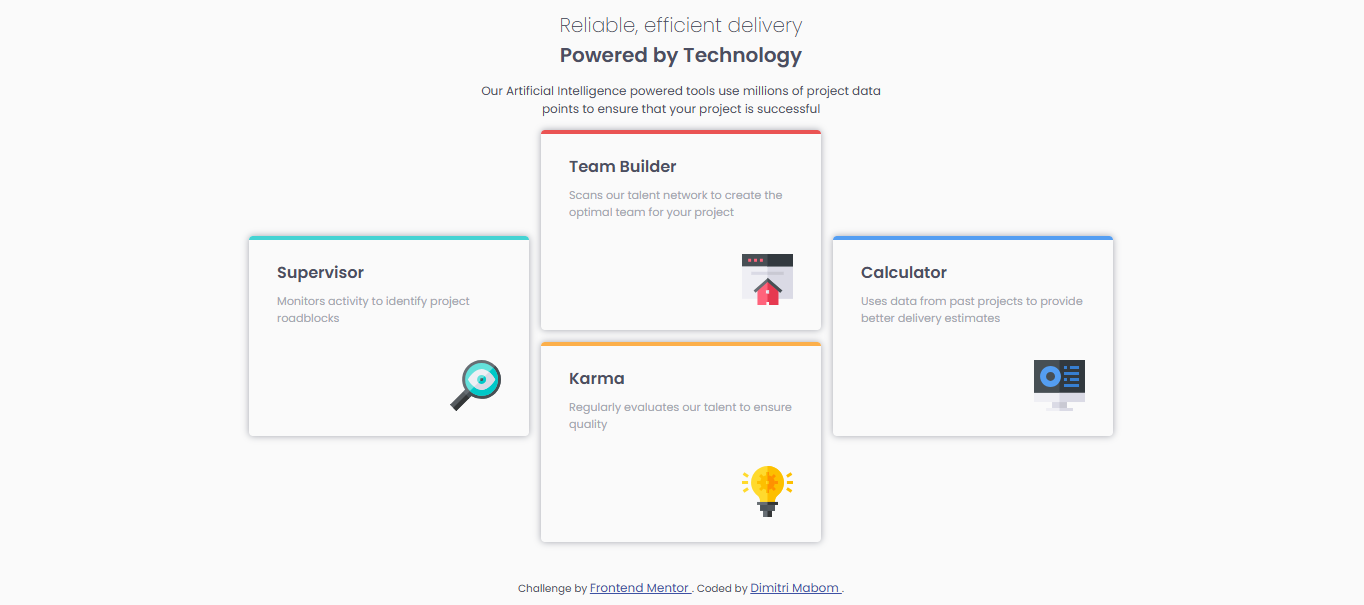 Reliable, efficient delivery
Powered by Technology
Our Artificial Intelligence powered tools use millions of project data
points to ensure that your project is successful
Team Builder
Scans our talent network to create the
optimal team for your project
Supervisor
Monitors activity to identify project
roadblocks
Calculator
Uses data from past projects to provide
better delivery estimates
Karma
Regularly evaluates our talent to ensure
quality
Challenge by Frontend Mentor . Coded by Dimitri Mabom .